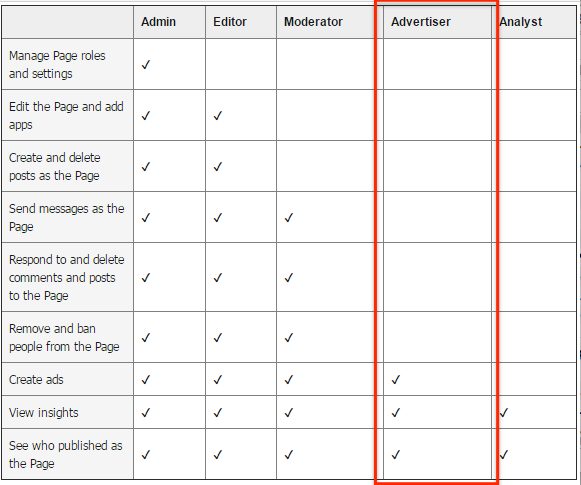 Admin Editor Moderator Advertiser Analyst
Manage Page roles
and settings ✓
Edit the Page and add
apps ✓ ✓
Create and delete
posts as the Page ✓ ✓
Send messages as the
Page ✓ ✓ ✓
Respond to and delete
comments and posts
to the Page ✓ ✓ ✓
Remove and ban
people from the Page ✓ ✓ ✓
Create ads ✓ ✓ ✓ ✓
View insights ✓ ✓ ✓ ✓ ✓
See who published as
the Page ✓ ✓ ✓ ✓ ✓